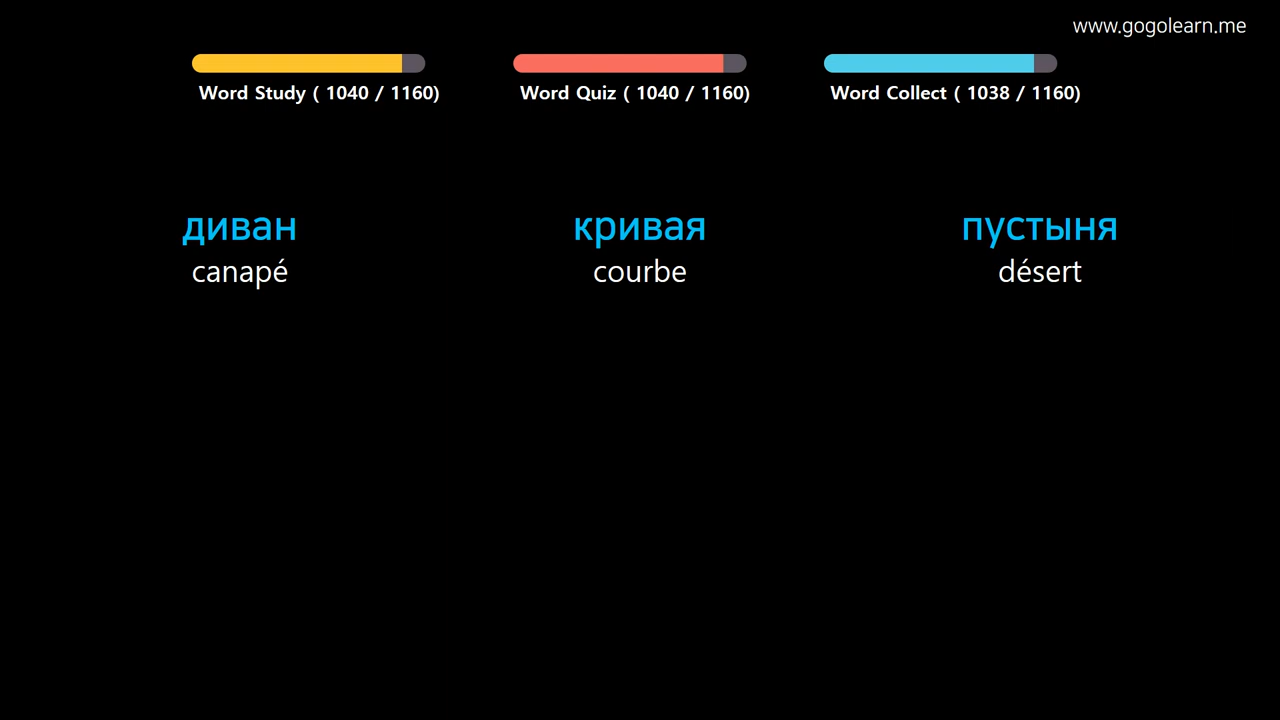 www.gogolearn.me
Word Study ( 1040 / 1160)
Word Quiz ( 1040 / 1160)
Word Collect ( 1038 / 1160)
диван
canapé
кривая
courbe
пустыня
désert